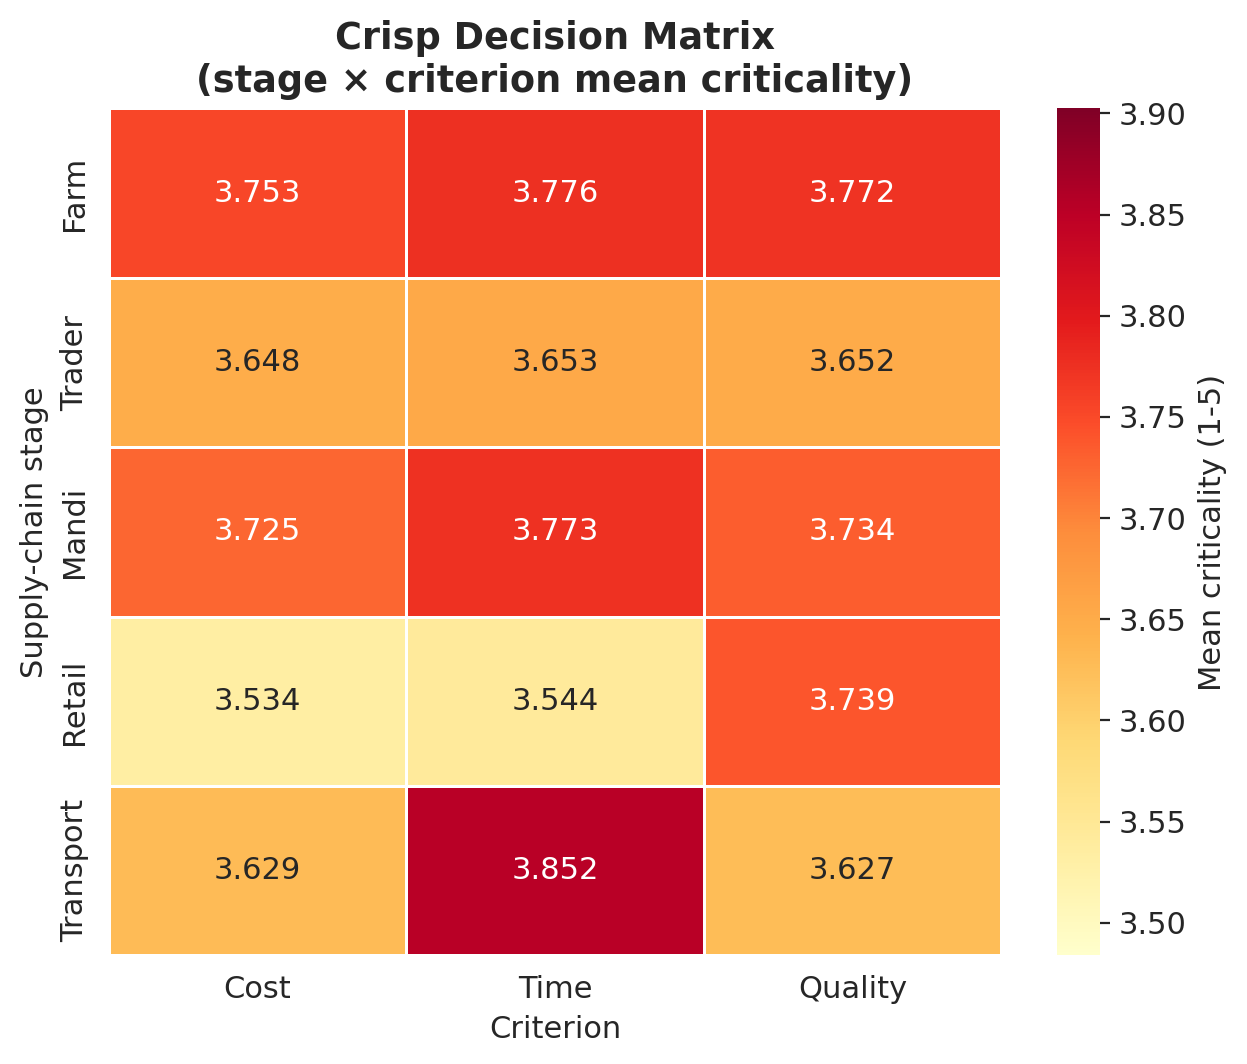 Crisp Decision Matrix
(stage × criterion mean criticality)
Supply-chain stage
Farm
3.753 3.776 3.772
Trader
3.648 3.653 3.652
Mandi
3.725 3.773 3.734
Retail
3.534 3.544 3.739
Transport
3.629 3.852 3.627
Cost Time Quality
Criterion
3.90
3.85
3.80
3.75
3.70
3.65
3.60
3.55
3.50
Mean criticality (1-5)